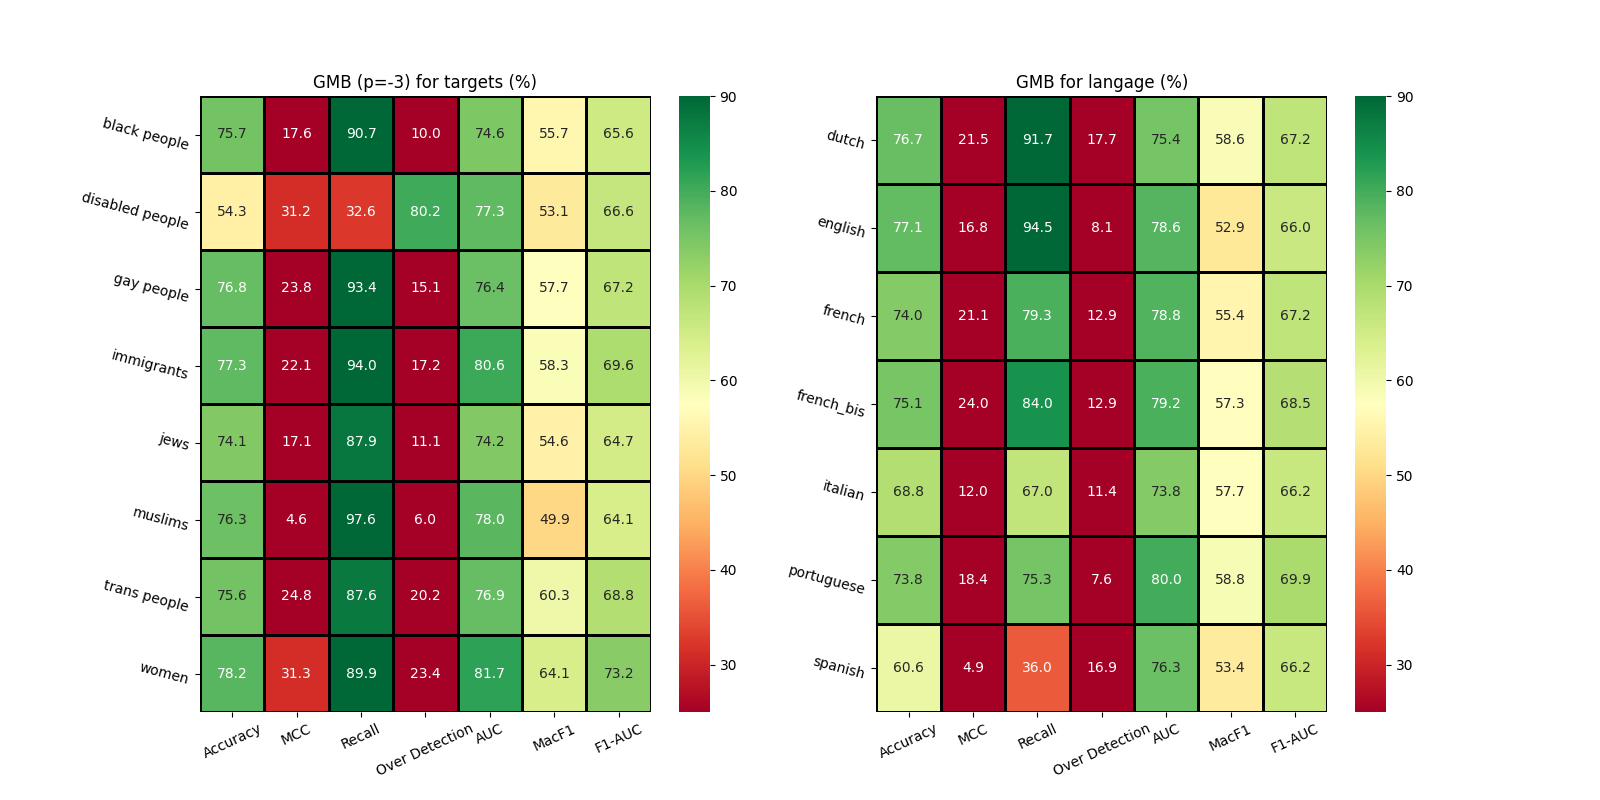 GMB (p=-3) for targets (%)
black people 75.7 17.6 90.7 10.0 74.6 55.7 65.6
disabled people 54.3 31.2 32.6 80.2 77.3 53.1 66.6
gay people 76.8 23.8 93.4 15.1 76.4 57.7 67.2
immigrants 77.3 22.1 94.0 17.2 80.6 58.3 69.6
jews 74.1 17.1 87.9 11.1 74.2 54.6 64.7
muslims 76.3 4.6 97.6 6.0 78.0 49.9 64.1
trans people 75.6 24.8 87.6 20.2 76.9 60.3 68.8
women 78.2 31.3 89.9 23.4 81.7 64.1 73.2
Accuracy MCC Recall Over Detection AUC MacF1 F1-AUC
90
80
70
60
50
40
30
GMB for langage (%)
dutch 76.7 21.5 91.7 17.7 75.4 58.6 67.2
english 77.1 16.8 94.5 8.1 78.6 52.9 66.0
french 74.0 21.1 79.3 12.9 78.8 55.4 67.2
french_bis 75.1 24.0 84.0 12.9 79.2 57.3 68.5
italian 68.8 12.0 67.0 11.4 73.8 57.7 66.2
portuguese 73.8 18.4 75.3 7.6 80.0 58.8 69.9
spanish 60.6 4.9 36.0 16.9 76.3 53.4 66.2
Accuracy MCC Recall Over Detection AUC MacF1 F1-AUC
90
80
70
60
50
40
30